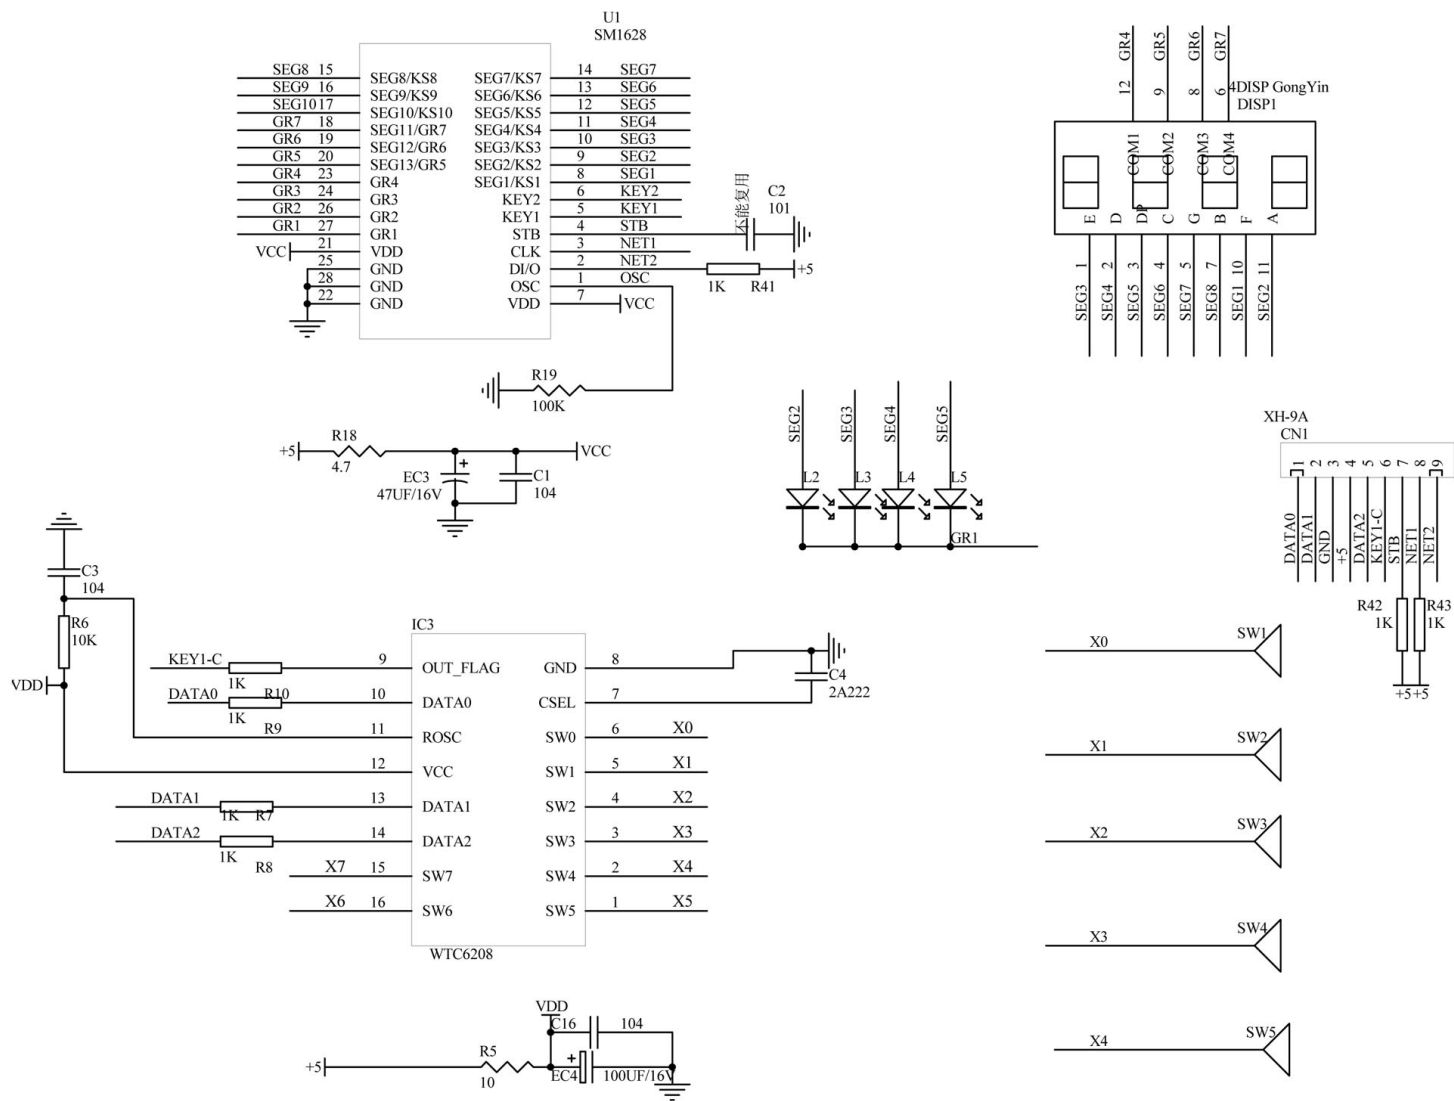 U1
SM1628
SEG8 15 SEG8/KS8 SEG7/KS7 14 SEG7
SEG9 16 SEG9/KS9 SEG6/KS6 13 SEG6
SEG10 17 SEG10/KS10 SEG5/KS5 12 SEG5
GR7 18 SEG11/GR7 SEG4/KS4 11 SEG4
GR6 19 SEG12/GR6 SEG3/KS3 10 SEG3
GR5 20 SEG13/GR5 SEG2/KS2 9 SEG2
GR4 23 GR4 SEG1/KS1 8 SEG1
GR3 24 GR3 KEY2 6 KEY2
GR2 26 GR2 KEY1 5 KEY1
GR1 27 GR1 STB 4 STB
VCC 21 VDD CLK 3 NET1
25 GND DI/O 2 NET2
28 GND OSC 1 OSC
22 GND VDD 7 VCC
不能复用
C2
101
1K R41 +5
R19
100K
GR4 GR5 GR6 GR7
12 9 8 6
4DISP GongYin
DISP1
COM1 COM2 COM3 COM4
E D DP C G B F A
1 2 3 4 5 7 10 11
SEG3 SEG4 SEG5 SEG6 SEG7 SEG8 SEG1 SEG2
+5 R18 VCC
4.7
EC3
47UF/16V
C1
104
SEG2 SEG3 SEG4 SEG5
L2 L3 L4 L5
GR1
XH-9A
CN1
1 2 3 4 5 6 7 8 9
DATA0 DATA1 GND +5 DATA2 KEY1-C STB NET1 NET2
R42 R43
1K 1K
+5 +5
C3
104
R6
10K
VDD
IC3
KEY1-C 9 OUT_FLAG GND 8
1K R10
DATA0 10 DATA0 CSEL 7
1K
R9 11 ROSC SW0 6 X0
12 VCC SW1 5 X1
DATA1 13 DATA1 SW2 4 X2
1K R7
DATA2 14 DATA2 SW3 3 X3
1K R8
X7 15 SW7 SW4 2 X4
X6 16 SW6 SW5 1 X5
WTC6208
C4
2A222
X0 SW1
X1 SW2
X2 SW3
X3 SW4
X4 SW5
VDD
C16 104
+5 R5
10
EC4 100UF/16V